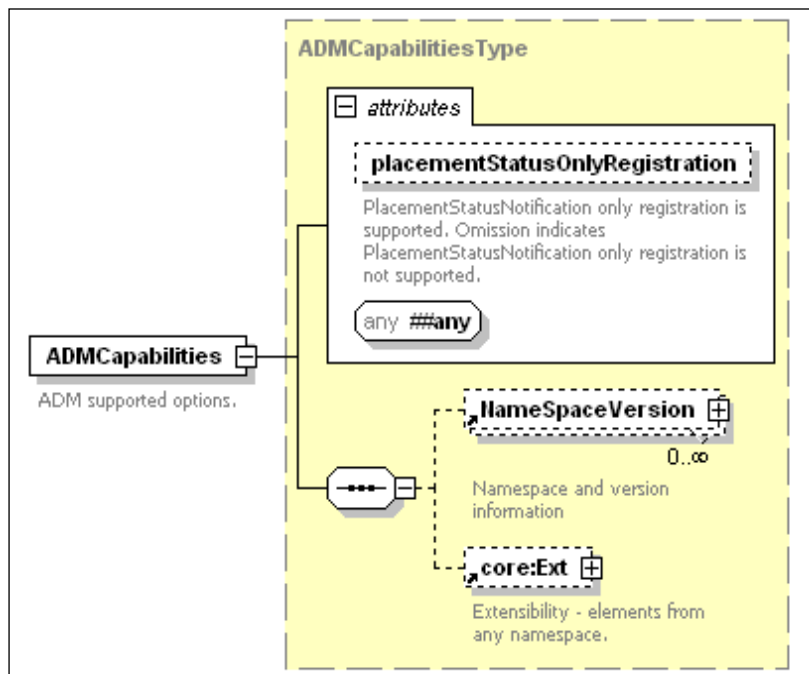 ADMCapabilitiesType
attributes
placementStatusOnlyRegistration
PlacementStatusNotification only registration is
supported. Omission indicates
PlacementStatusNotification only registration is
not supported.
any ##any
ADMCapabilities
ADM supported options.
NameSpaceVersion
0..∞
Namespace and version
information
core:Ext
Extensibility - elements from
any namespace.